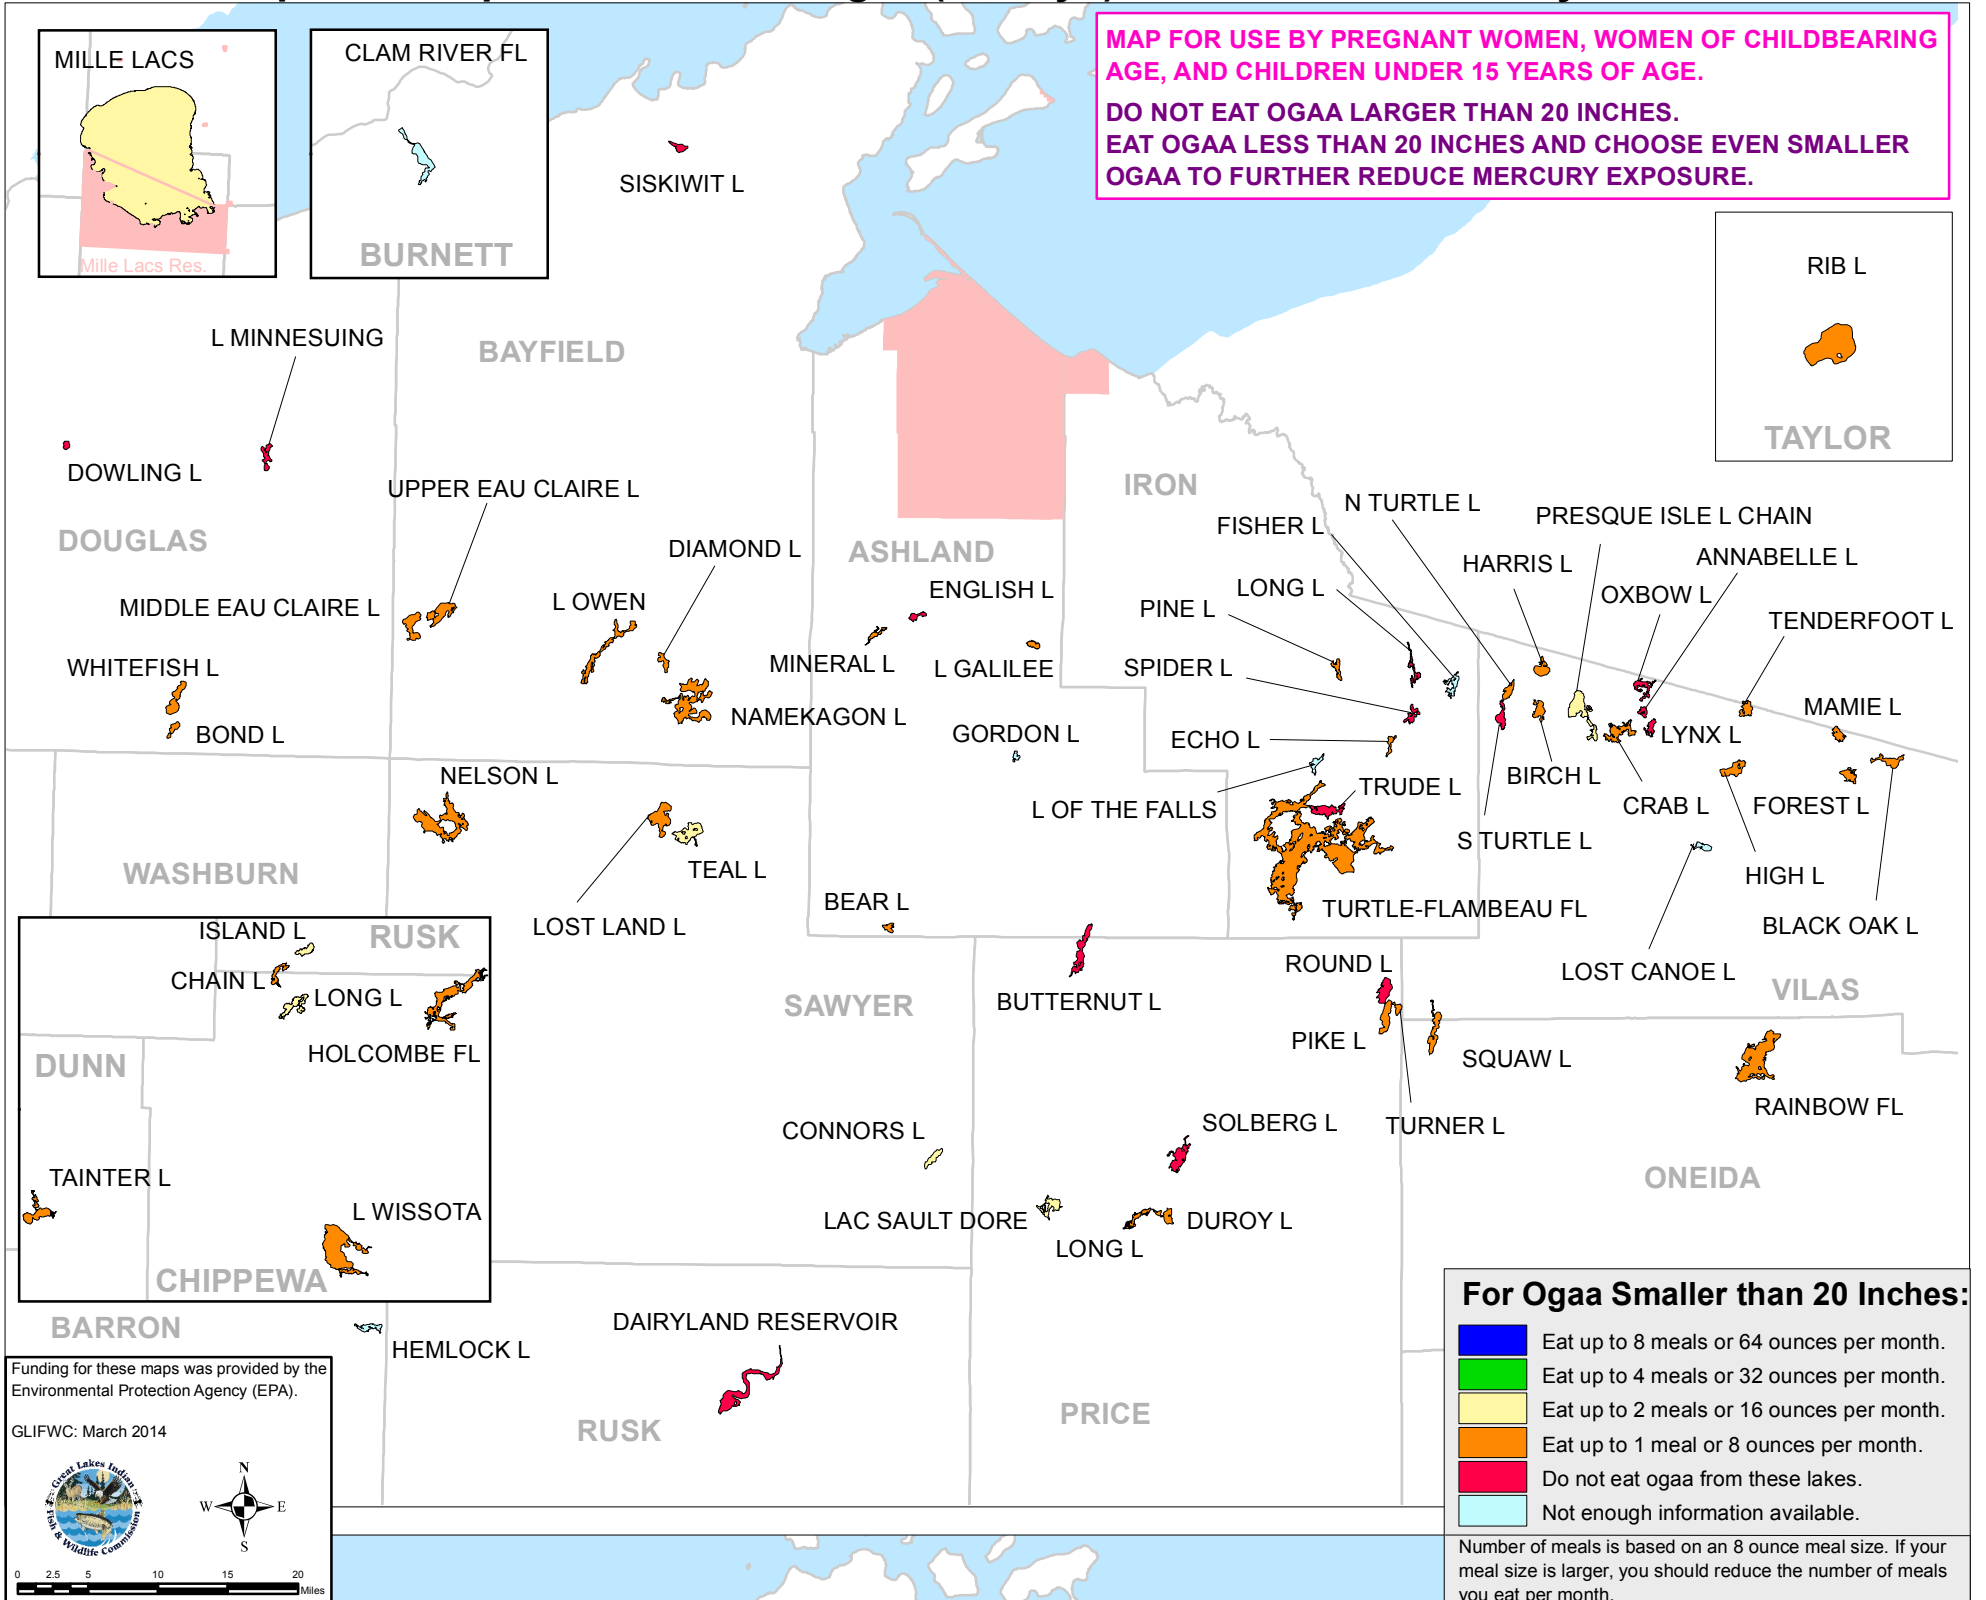 MILLE LACS
Mille Lacs Res.
CLAM RIVER FL
BURNETT
SISKIWIT L
MAP FOR USE BY PREGNANT WOMEN, WOMEN OF CHILDBEARING
AGE, AND CHILDREN UNDER 15 YEARS OF AGE.
DO NOT EAT OGAA LARGER THAN 20 INCHES.
EAT OGAA LESS THAN 20 INCHES AND CHOOSE EVEN SMALLER
OGAA TO FURTHER REDUCE MERCURY EXPOSURE.
RIB L
TAYLOR
L MINNESUING
BAYFIELD
DOWLING L
UPPER EAU CLAIRE L
DOUGLAS
DIAMOND L
ASHLAND
IRON
N TURTLE L
FISHER L
PRESQUE ISLE L CHAIN
HARRIS L
ANNABELLE L
MIDDLE EAU CLAIRE L
L OWEN
ENGLISH L
LONG L
PINE L
OXBOW L
TENDERFOOT L
WHITEFISH L
MINERAL L
L GALILEE
SPIDER L
BOND L
NAMEKAGON L
GORDON L
ECHO L
LYNX L
MAMIE L
NELSON L
L OF THE FALLS
TRUDE L
BIRCH L
CRAB L
FOREST L
WASHBURN
TEAL L
S TURTLE L
HIGH L
LOST LAND L
BEAR L
TURTLE-FLAMBEAU FL
BLACK OAK L
ISLAND L
RUSK
CHAIN L
LONG L
HOLCOMBE FL
DUNN
TAINTER L
L WISSOTA
CHIPPEWA
SAWYER
BUTTERNUT L
ROUND L
LOST CANOE L
VILAS
PIKE L
SQUAW L
RAINBOW FL
CONNORS L
SOLBERG L
TURNER L
ONEIDA
LAC SAULT DORE
LONG L
DUROY L
BARRON
HEMLOCK L
DAIRYLAND RESERVOIR
RUSK
PRICE
Funding for these maps was provided by the
Environmental Protection Agency (EPA).
GLIFWC: March 2014
Great Lakes Indian
Fish & Wildlife Commission
N
W E
S
0 2.5 5 10 15 20
Miles
For Ogaa Smaller than 20 Inches:
Eat up to 8 meals or 64 ounces per month.
Eat up to 4 meals or 32 ounces per month.
Eat up to 2 meals or 16 ounces per month.
Eat up to 1 meal or 8 ounces per month.
Do not eat ogaa from these lakes.
Not enough information available.
Number of meals is based on an 8 ounce meal size. If your
meal size is larger, you should reduce the number of meals
you eat per month.